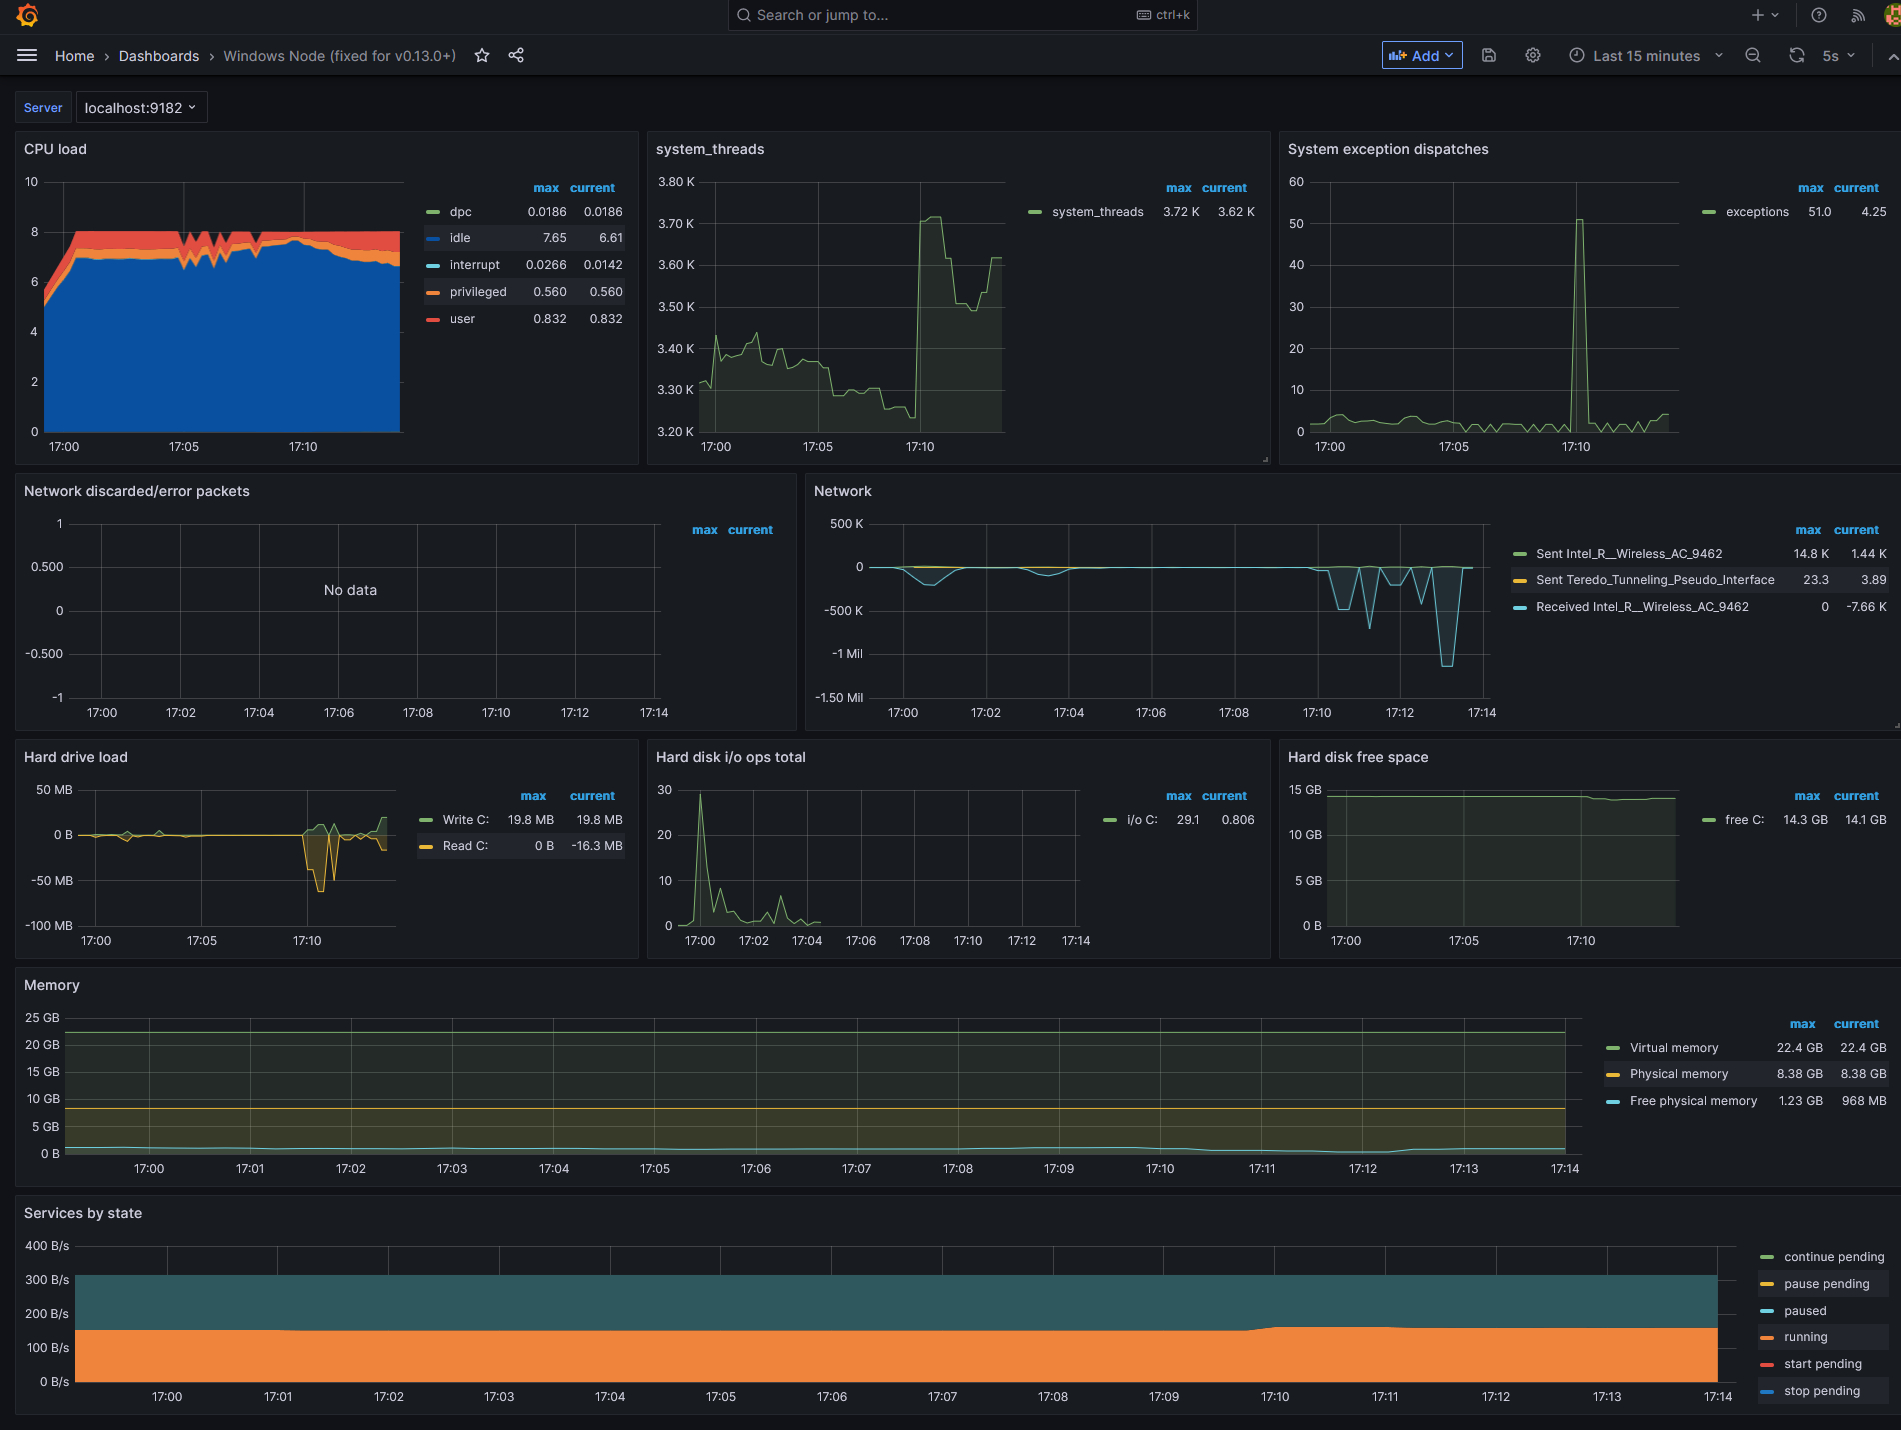 Search or jump to... ctrl+k
Home › Dashboards › Windows Node (fixed for v0.13.0+) Add Last 15 minutes 5s
Server localhost:9182
CPU load
10
8
6
4
2
0
17:00 17:05 17:10
max current
dpc 0.0186 0.0186
idle 7.65 6.61
interrupt 0.0266 0.0142
privileged 0.560 0.560
user 0.832 0.832
system_threads
3.80 K
3.70 K
3.60 K
3.50 K
3.40 K
3.30 K
3.20 K
17:00 17:05 17:10
max current
system_threads 3.72 K 3.62 K
System exception dispatches
60
50
40
30
20
10
0
17:00 17:05 17:10
max current
exceptions 51.0 4.25
Network discarded/error packets
1
0.500
0
-0.500
-1
No data
17:00 17:02 17:04 17:06 17:08 17:10 17:12 17:14
max current
Network
500 K
0
-500 K
-1 Mil
-1.50 Mil
17:00 17:02 17:04 17:06 17:08 17:10 17:12 17:14
max current
Sent Intel_R__Wireless_AC_9462 14.8 K 1.44 K
Sent Teredo_Tunneling_Pseudo_Interface 23.3 3.89
Received Intel_R__Wireless_AC_9462 0 -7.66 K
Hard drive load
50 MB
0 B
-50 MB
-100 MB
17:00 17:05 17:10
max current
Write C: 19.8 MB 19.8 MB
Read C: 0 B -16.3 MB
Hard disk i/o ops total
30
20
10
0
17:00 17:02 17:04 17:06 17:08 17:10 17:12 17:14
max current
i/o C: 29.1 0.806
Hard disk free space
15 GB
10 GB
5 GB
0 B
17:00 17:05 17:10
max current
free C: 14.3 GB 14.1 GB
Memory
25 GB
20 GB
15 GB
10 GB
5 GB
0 B
17:00 17:01 17:02 17:03 17:04 17:05 17:06 17:07 17:08 17:09 17:10 17:11 17:12 17:13 17:14
max current
Virtual memory 22.4 GB 22.4 GB
Physical memory 8.38 GB 8.38 GB
Free physical memory 1.23 GB 968 MB
Services by state
400 B/s
300 B/s
200 B/s
100 B/s
0 B/s
17:00 17:01 17:02 17:03 17:04 17:05 17:06 17:07 17:08 17:09 17:10 17:11 17:12 17:13 17:14
continue pending
pause pending
paused
running
start pending
stop pending